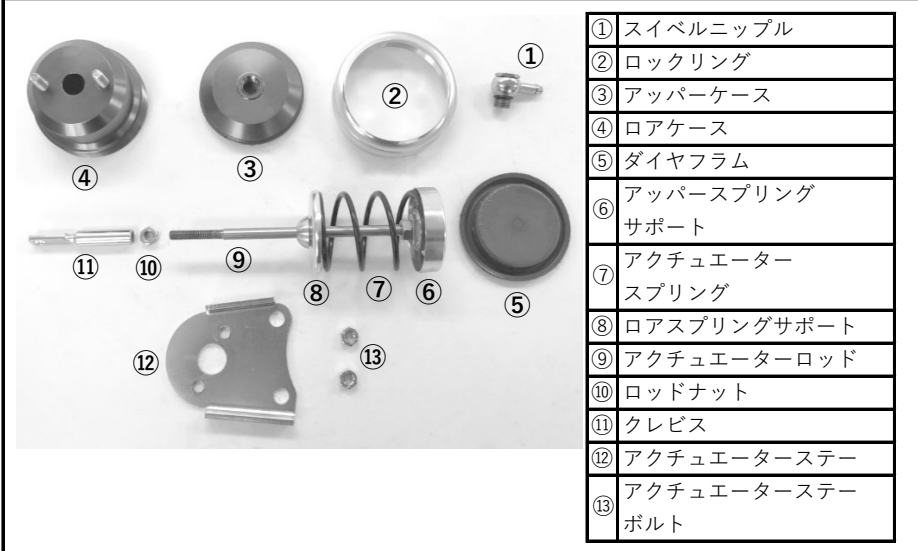 ①
②
③
④
⑤
⑥
⑦
⑧
⑨
⑩
⑪
⑫
⑬
① スイベルニップル
② ロックリング
③ アッパーケース
④ ロアケース
⑤ ダイヤフラム
⑥ アッパースプリング
サポート
⑦ アクチュエーター
スプリング
⑧ ロアスプリングサポート
⑨ アクチュエーターロッド
⑩ ロッドナット
⑪ クレビス
⑫ アクチュエーターステー
⑬ アクチュエーターステー
ボルト